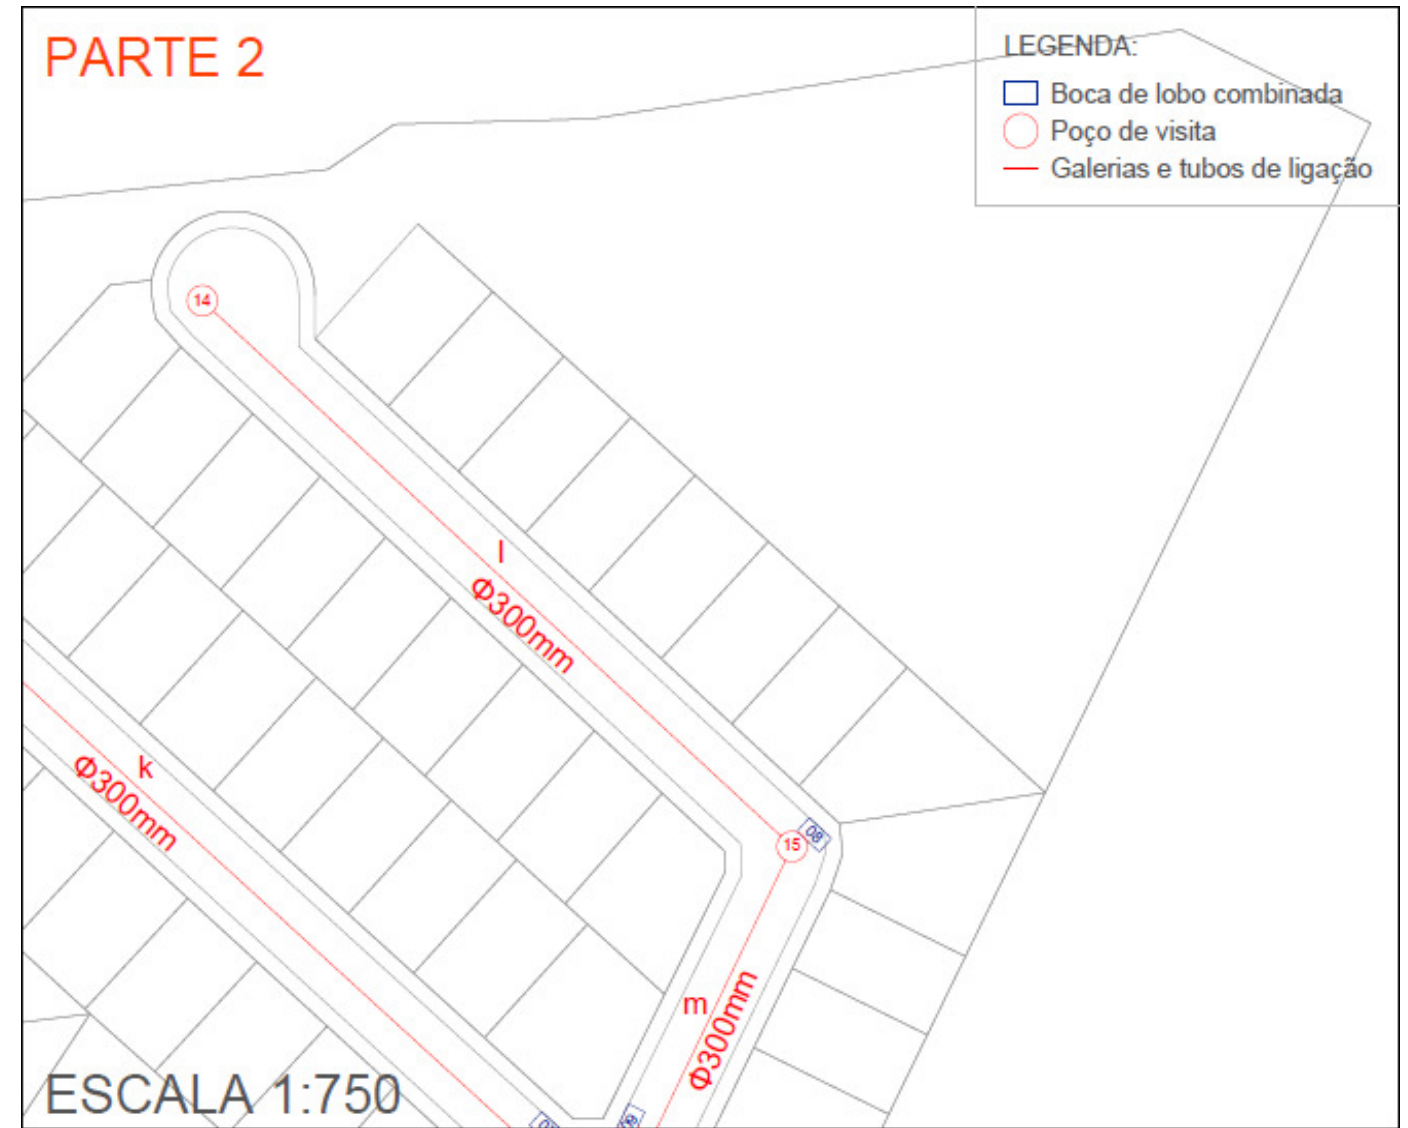 PARTE 2
LEGENDA:
Boca de lobo combinada
Poço de visita
Galerias e tubos de ligação
14
l
Φ300mm
k
Φ300mm
08
15
m
Φ300mm
09
ESCALA 1:750